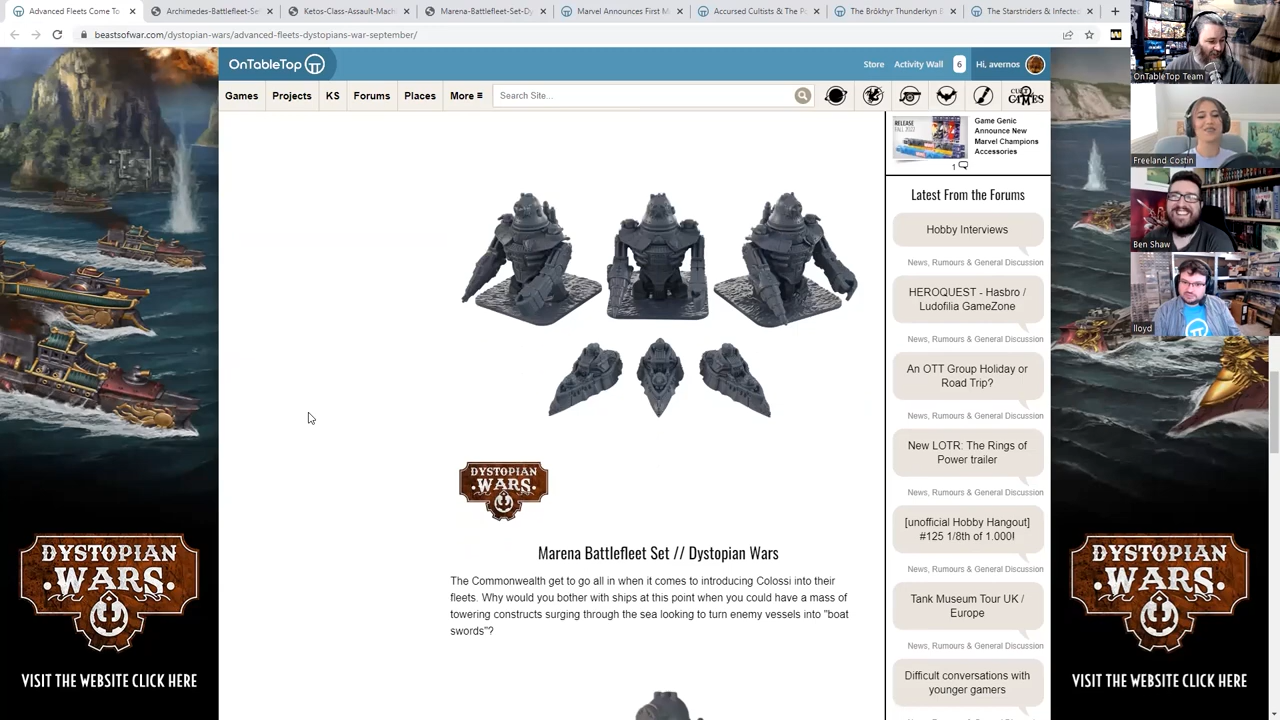 Advanced Fleets Come To
Archimedes-Battlefleet-Set
Ketos-Class-Assault-Mach
Marena-Battlefleet-Set-Dy
Marvel Announces First M
Accursed Cultists & The P
The Brôkhyr Thunderkyn E
The Starstriders & Infected
beastsofwar.com/dystopian-wars/advanced-fleets-dystopians-war-september/
OnTableTop
Store
Activity Wall
6
Hi, avernos
Games
Projects
KS
Forums
Places
More
Search Site...
GAMES
RELEASE
FALL 2022
Game Genic
Announce New
Marvel Champions
Accessories
1
Latest From the Forums
Hobby Interviews
News, Rumours & General Discussion
HEROQUEST - Hasbro /
Ludofilia GameZone
News, Rumours & General Discussion
An OTT Group Holiday or
Road Trip?
News, Rumours & General Discussion
New LOTR: The Rings of
Power trailer
News, Rumours & General Discussion
[unofficial Hobby Hangout]
#125 1/8th of 1.000!
News, Rumours & General Discussion
Tank Museum Tour UK /
Europe
News, Rumours & General Discussion
Difficult conversations with
younger gamers
DYSTOPIAN
WARS
Marena Battlefleet Set // Dystopian Wars
The Commonwealth get to go all in when it comes to introducing Colossi into their
fleets. Why would you bother with ships at this point when you could have a mass of
towering constructs surging through the sea looking to turn enemy vessels into "boat
swords"?
DYSTOPIAN
WARS
VISIT THE WEBSITE CLICK HERE
DYSTOPIAN
WARS
VISIT THE WEBSITE CLICK HERE
OnTableTop Team
Freeland Costin
Ben Shaw
lloyd